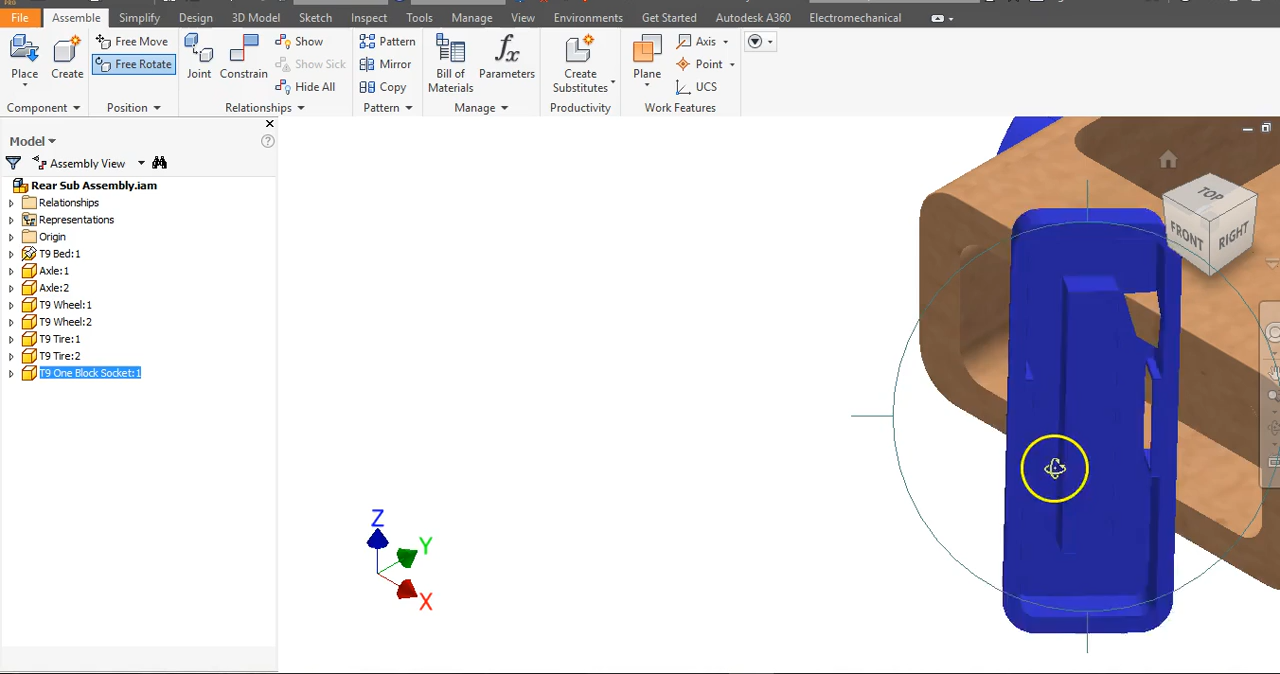 PRO
File Assemble Simplify Design 3D Model Sketch Inspect Tools Manage View Environments Get Started Autodesk A360 Electromechanical
Place
Create
Free Move
Free Rotate
Joint
Constrain
Show
Show Sick
Hide All
Pattern
Mirror
Copy
Bill of
Materials
fx
Parameters
Create
Substitutes
Plane
Axis
Point
UCS
Component Position Relationships Pattern Manage Productivity Work Features
Model
?
Assembly View
Rear Sub Assembly.iam
Relationships
Representations
Origin
T9 Bed:1
Axle:1
Axle:2
T9 Wheel:1
T9 Wheel:2
T9 Tire:1
T9 Tire:2
T9 One Block Socket:1
TOP
FRONT
RIGHT
Z
Y
X